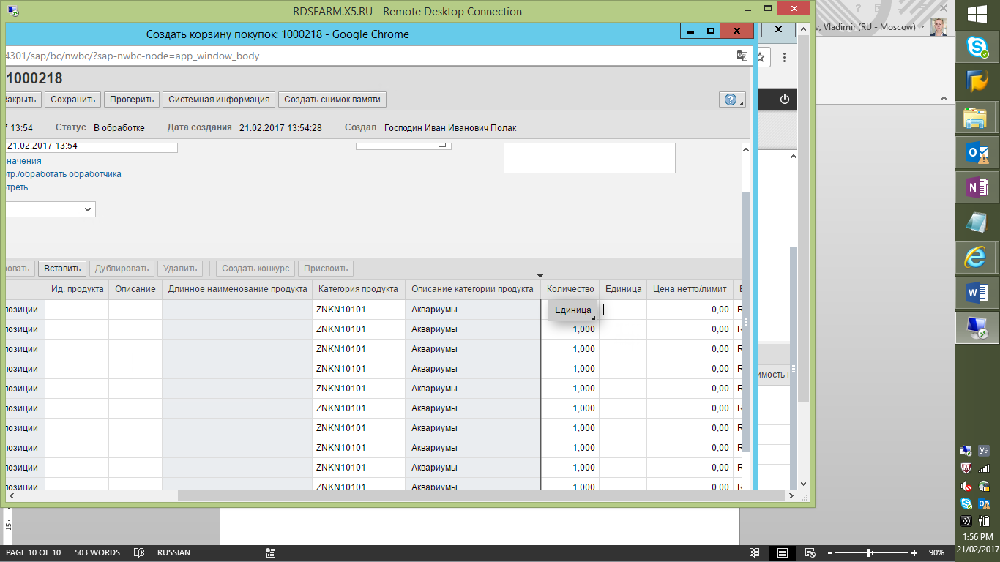 RDSFARM.X5.RU - Remote Desktop Connection
Создать корзину покупок: 1000218 - Google Chrome
4301/sap/bc/nwbc/?sap-nwbc-node=app_window_body
v, Vladimir (RU - Moscow)
1000218
Закрыть Сохранить Проверить Системная информация Создать снимок памяти
7 13:54 Статус В обработке Дата создания 21.02.2017 13:54:28 Создал Господин Иван Иванович Полак
21.02.2017 13:54
значения
тр./обработать обработчика
треть
ровать Вставить Дублировать Удалить Создать конкурс Присвоить
Ид. продукта Описание Длинное наименование продукта Категория продукта Описание категории продукта Количество Единица Цена нетто/лимит
позиции ZNKN10101 Аквариумы Единица 0,00 R
позиции ZNKN10101 Аквариумы 1,000 0,00 R
позиции ZNKN10101 Аквариумы 1,000 0,00 R
позиции ZNKN10101 Аквариумы 1,000 0,00 R
позиции ZNKN10101 Аквариумы 1,000 0,00 R
позиции ZNKN10101 Аквариумы 1,000 0,00 R
позиции ZNKN10101 Аквариумы 1,000 0,00 R
позиции ZNKN10101 Аквариумы 1,000 0,00 R
позиции ZNKN10101 Аквариумы 1,000 0,00 R
позиции ZNKN10101 Аквариумы 1,000 0,00 R
имость н
15
PAGE 10 OF 10 503 WORDS RUSSIAN 90%
1:56 PM
21/02/2017